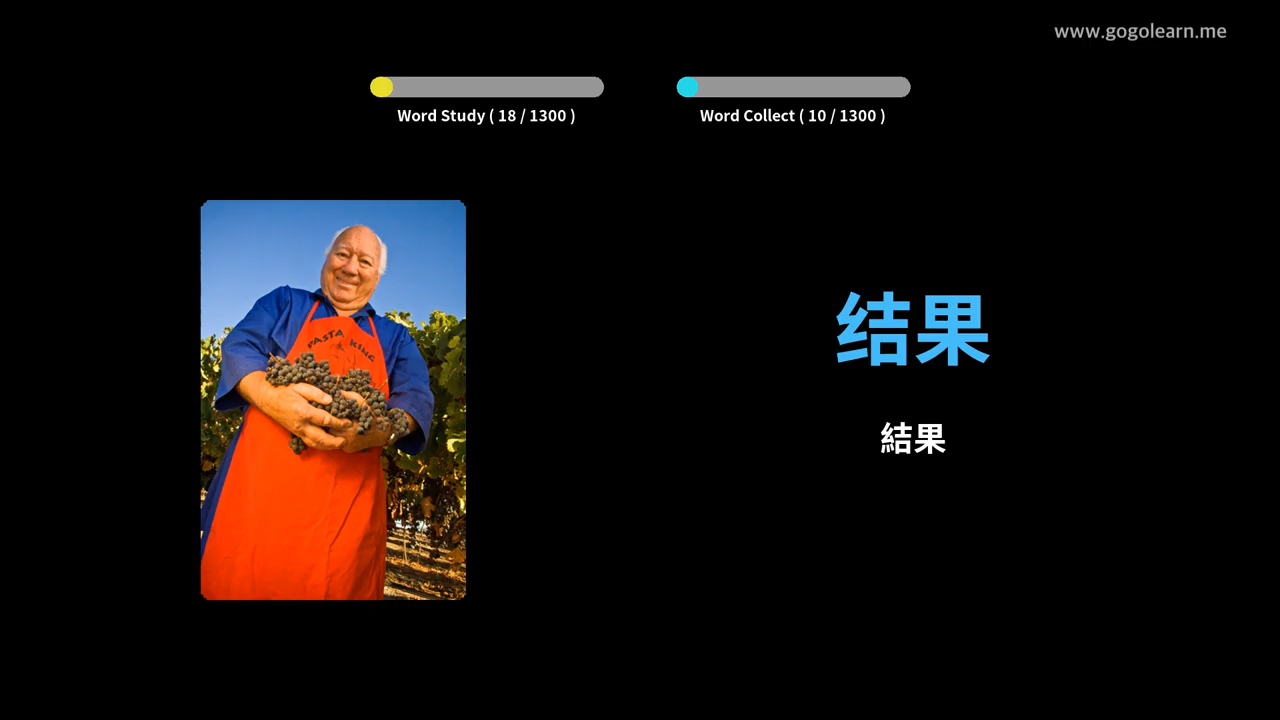 www.gogolearn.me
Word Study ( 18 / 1300 )
Word Collect ( 10 / 1300 )
PASTA KING
结果
結果